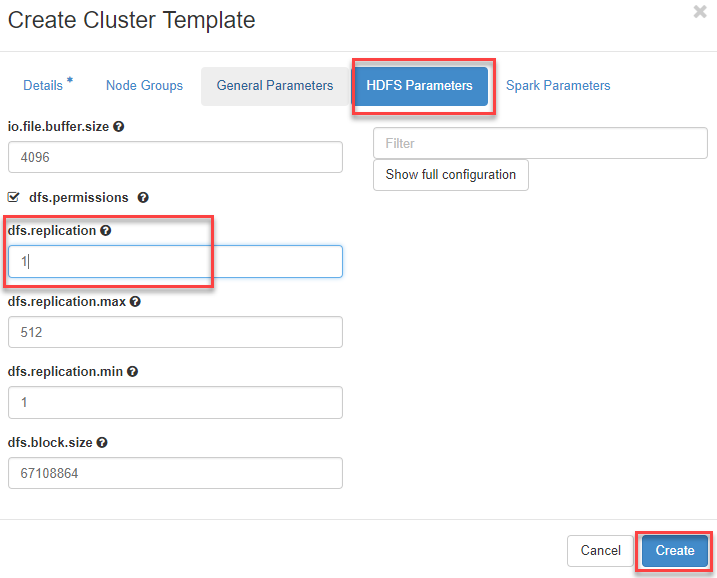 Create Cluster Template
Details * Node Groups General Parameters HDFS Parameters Spark Parameters
io.file.buffer.size
4096
Filter
Show full configuration
dfs.permissions
dfs.replication
1
dfs.replication.max
512
dfs.replication.min
1
dfs.block.size
67108864
Cancel Create